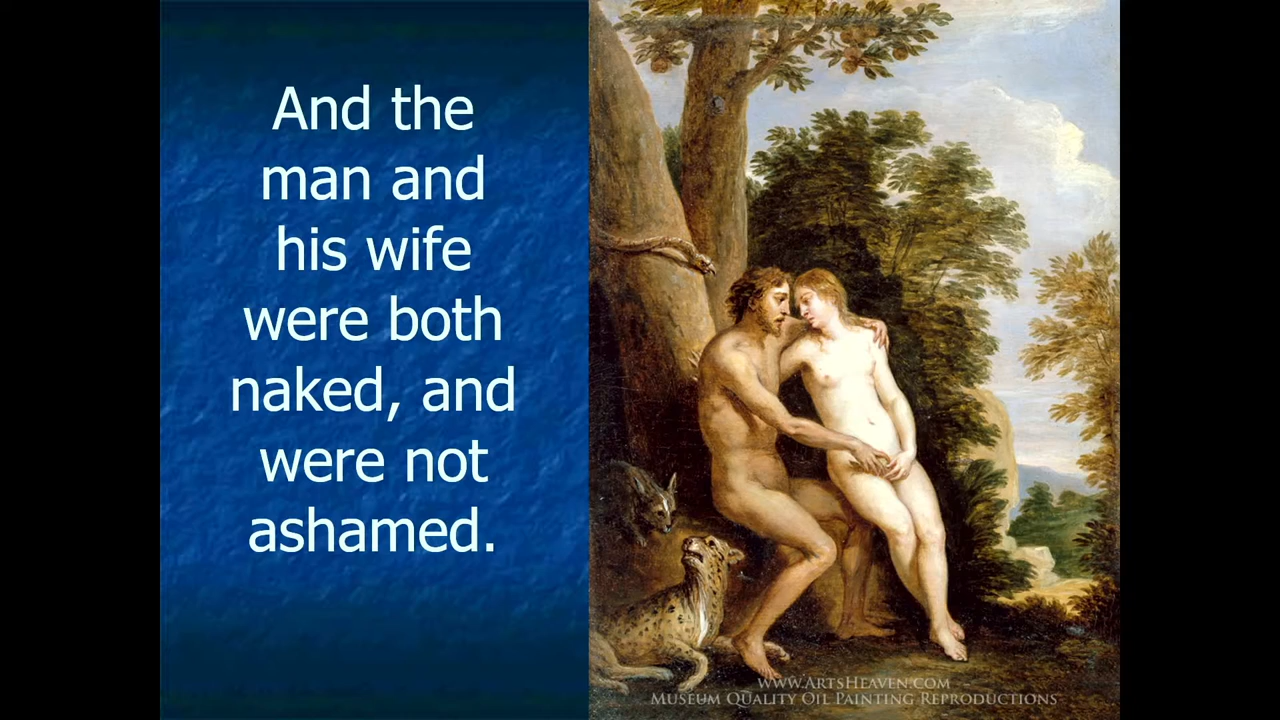 And the
man and
his wife
were both
naked, and
were not
ashamed.
www.ArtsHeaven.com
Museum Quality Oil Painting Reproductions